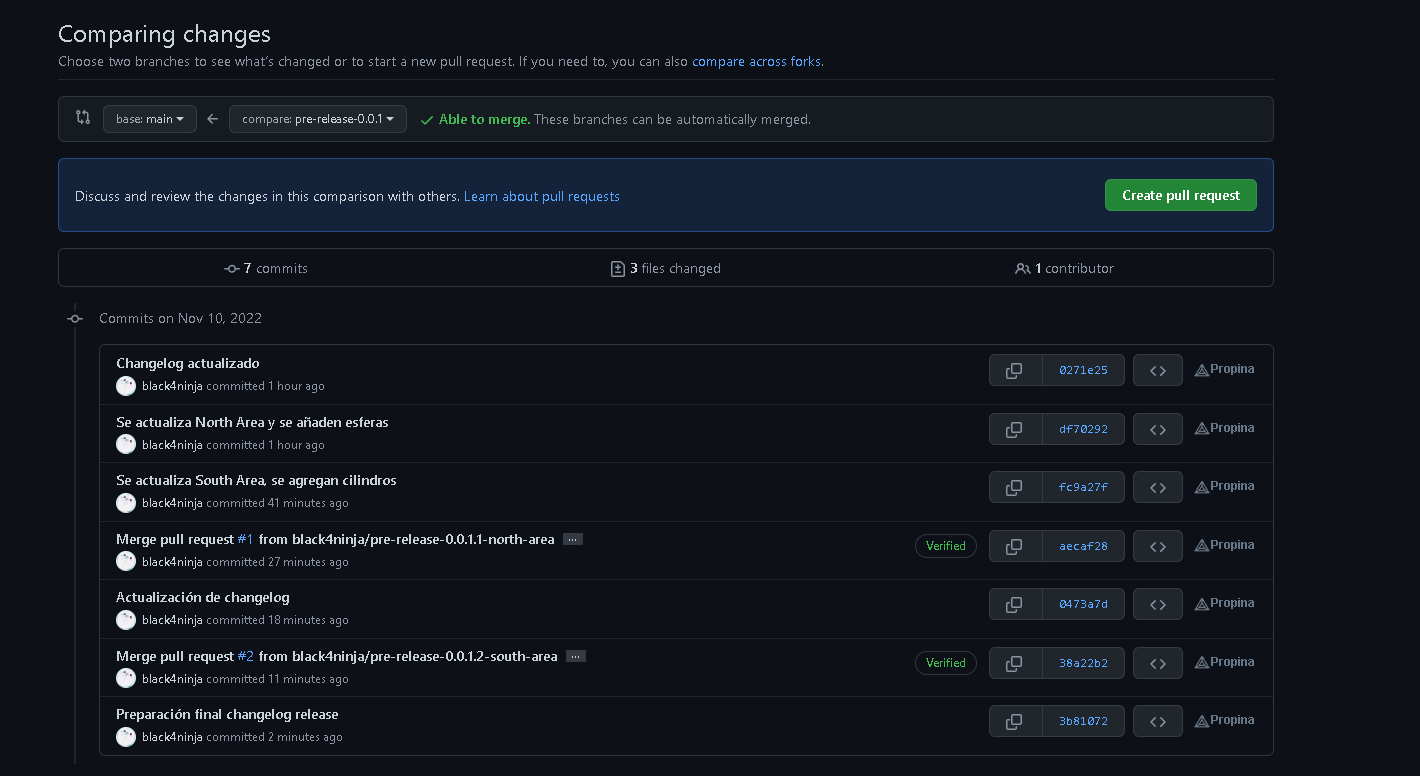 Comparing changes
Choose two branches to see what's changed or to start a new pull request. If you need to, you can also compare across forks.
base: main compare: pre-release-0.0.1 Able to merge. These branches can be automatically merged.
Discuss and review the changes in this comparison with others. Learn about pull requests Create pull request
7 commits 3 files changed 1 contributor
Commits on Nov 10, 2022
Changelog actualizado
black4ninja committed 1 hour ago 0271e25 Propina
Se actualiza North Area y se añaden esferas
black4ninja committed 1 hour ago df70292 Propina
Se actualiza South Area, se agregan cilindros
black4ninja committed 41 minutes ago fc9a27f Propina
Merge pull request #1 from black4ninja/pre-release-0.0.1.1-north-area ...
black4ninja committed 27 minutes ago Verified aecaf28 Propina
Actualización de changelog
black4ninja committed 18 minutes ago 0473a7d Propina
Merge pull request #2 from black4ninja/pre-release-0.0.1.2-south-area ...
black4ninja committed 11 minutes ago Verified 38a22b2 Propina
Preparación final changelog release
black4ninja committed 2 minutes ago 3b81072 Propina